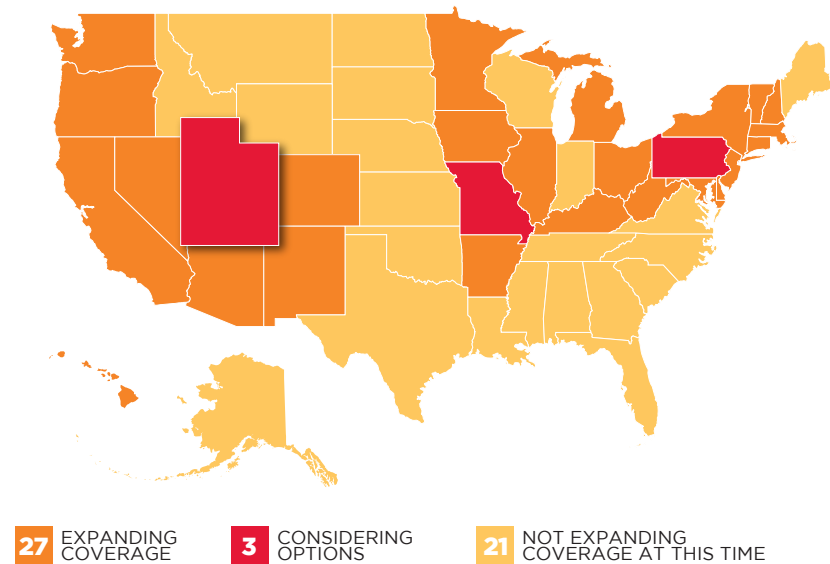 27 EXPANDING
COVERAGE
3 CONSIDERING
OPTIONS
21 NOT EXPANDING
COVERAGE AT THIS TIME